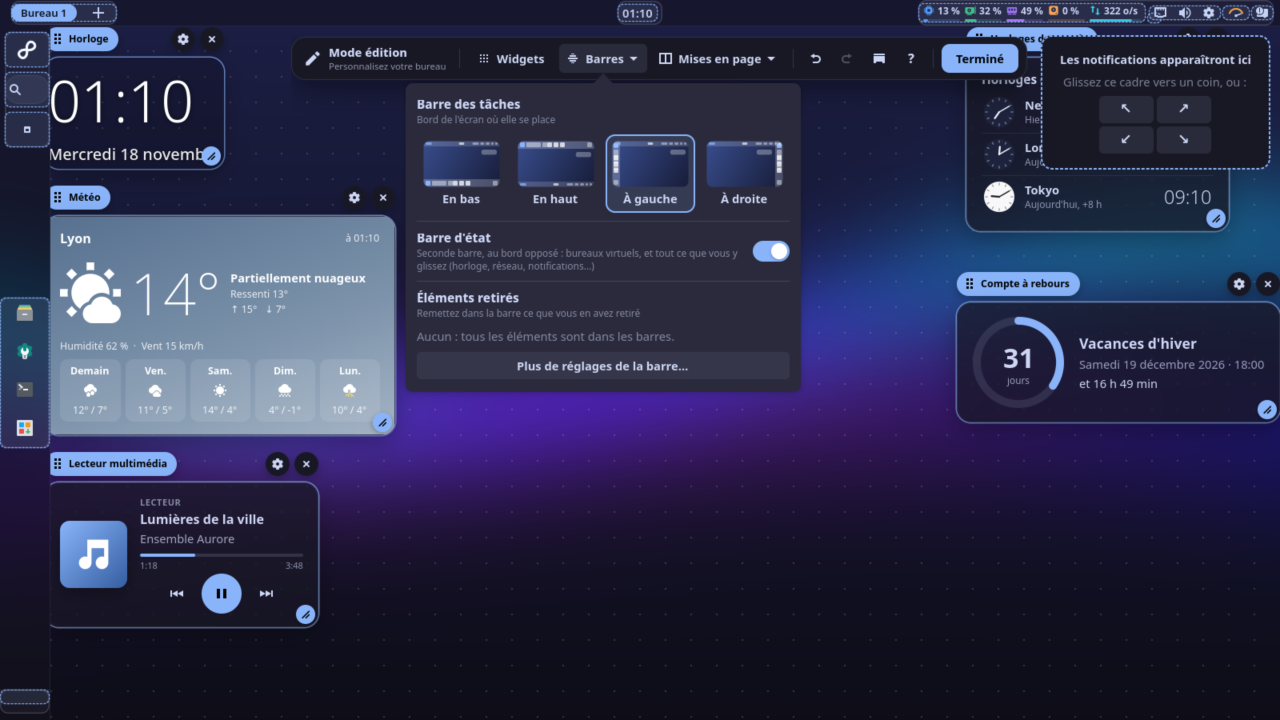 Bureau 1
01:10
13 %
32 %
49 %
0 %
322 o/s
Horloge
01:10
Mercredi 18 novemb
Mode édition
Personnalisez votre bureau
Widgets
Barres
Mises en page
?
Terminé
Barre des tâches
Bord de l'écran où elle se place
En bas
En haut
À gauche
À droite
Barre d'état
Seconde barre, au bord opposé : bureaux virtuels, et tout ce que vous y
glissez (horloge, réseau, notifications…)
Éléments retirés
Remettez dans la barre ce que vous en avez retiré
Aucun : tous les éléments sont dans les barres.
Plus de réglages de la barre…
Les notifications apparaîtront ici
Glissez ce cadre vers un coin, ou :
Horloges
Tokyo
Aujourd'hui, +8 h
09:10
Météo
Lyon
à 01:10
14°
Partiellement nuageux
Ressenti 13°
↑ 15° ↓ 7°
Humidité 62 % · Vent 15 km/h
Demain
Ven.
Sam.
Dim.
Lun.
12° / 7°
11° / 5°
14° / 4°
4° / -1°
10° / 4°
Compte à rebours
31
jours
Vacances d'hiver
Samedi 19 décembre 2026 · 18:00
et 16 h 49 min
Lecteur multimédia
LECTEUR
Lumières de la ville
Ensemble Aurore
1:18
3:48